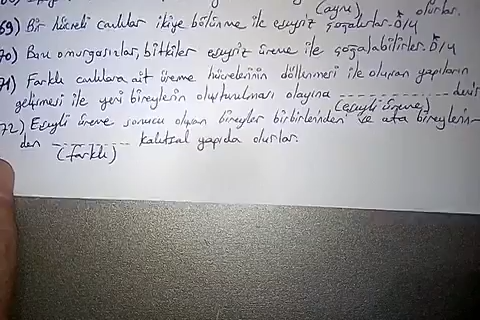 (aynı) olurlar.
69) Bir hücreli canlılar ikiye bölünme ile eşeysiz çoğalırlar. D/Y
70) Bazı omurgasızlar, bitkiler eşeysiz üreme ile çoğalabilirler. D/Y
71) Farklı canlılara ait üreme hücrelerinin döllenmesi ile oluşan yapıların
gelişmesi ile yeni bireylerin oluşturulması olayına ---------------- denir
(eşeyli üreme)
72) Eşeyli üreme sonucu oluşan bireyler birbirlerinden ve ata bireylerin-
den ------------ kalıtsal yapıda olurlar.
(farklı)